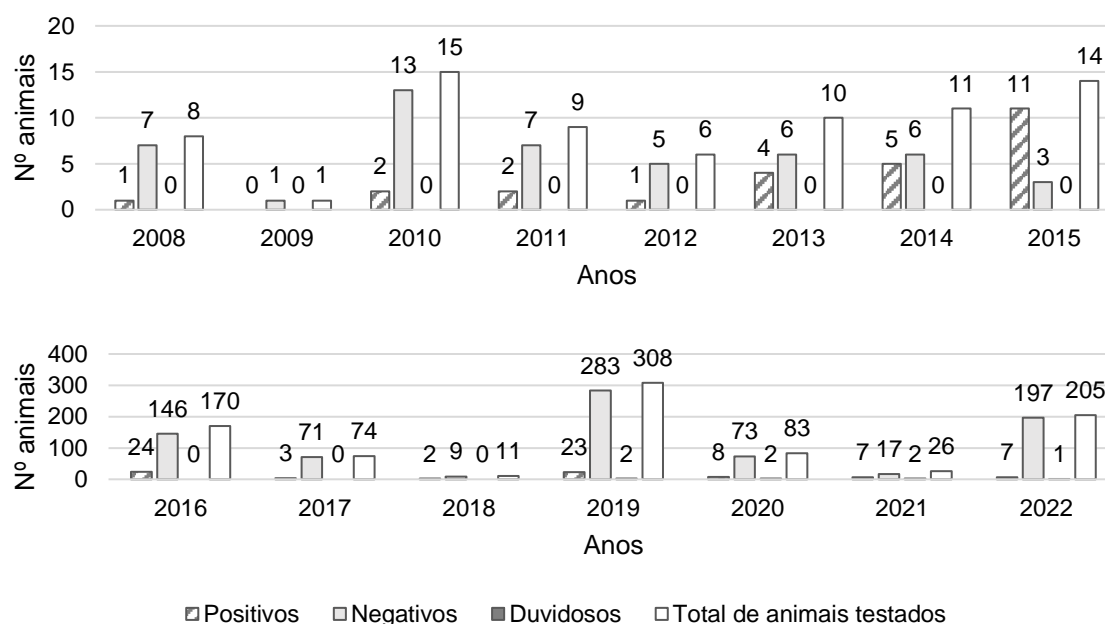 Nº animais
20
15
10
5
0
1 7 0 8
0 1 0 1
2 13 0 15
2 7 0 9
1 5 0 6
4 6 0 10
5 6 0 11
11 3 0 14
2008 2009 2010 2011 2012 2013 2014 2015
Anos
Nº animais
400
300
200
100
0
24 146 0 170
3 71 0 74
2 9 0 11
23 283 2 308
8 73 2 83
7 17 2 26
7 197 1 205
2016 2017 2018 2019 2020 2021 2022
Anos
Positivos Negativos Duvidosos Total de animais testados